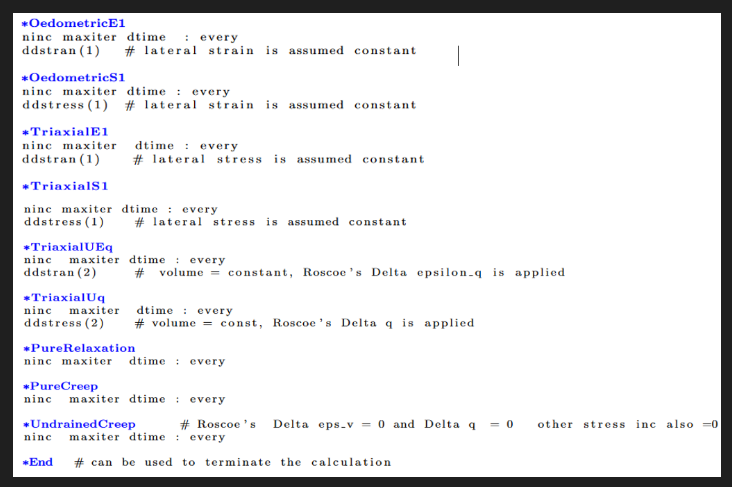 *OedometricE1
ninc maxiter dtime : every
ddstran(1) # lateral strain is assumed constant
*OedometricS1
ninc maxiter dtime : every
ddstress(1) # lateral strain is assumed constant
*TriaxialE1
ninc maxiter dtime : every
ddstran(1) # lateral stress is assumed constant
*TriaxialS1
ninc maxiter dtime : every
ddstress(1) # lateral stress is assumed constant
*TriaxialUEq
ninc maxiter dtime : every
ddstran(2) # volume = constant, Roscoe's Delta epsilon_q is applied
*TriaxialUq
ninc maxiter dtime : every
ddstress(2) # volume = const, Roscoe's Delta q is applied
*PureRelaxation
ninc maxiter dtime : every
*PureCreep
ninc maxiter dtime : every
*UndrainedCreep # Roscoe's Delta eps_v = 0 and Delta q = 0 other stress inc also =0
ninc maxiter dtime : every
*End # can be used to terminate the calculation